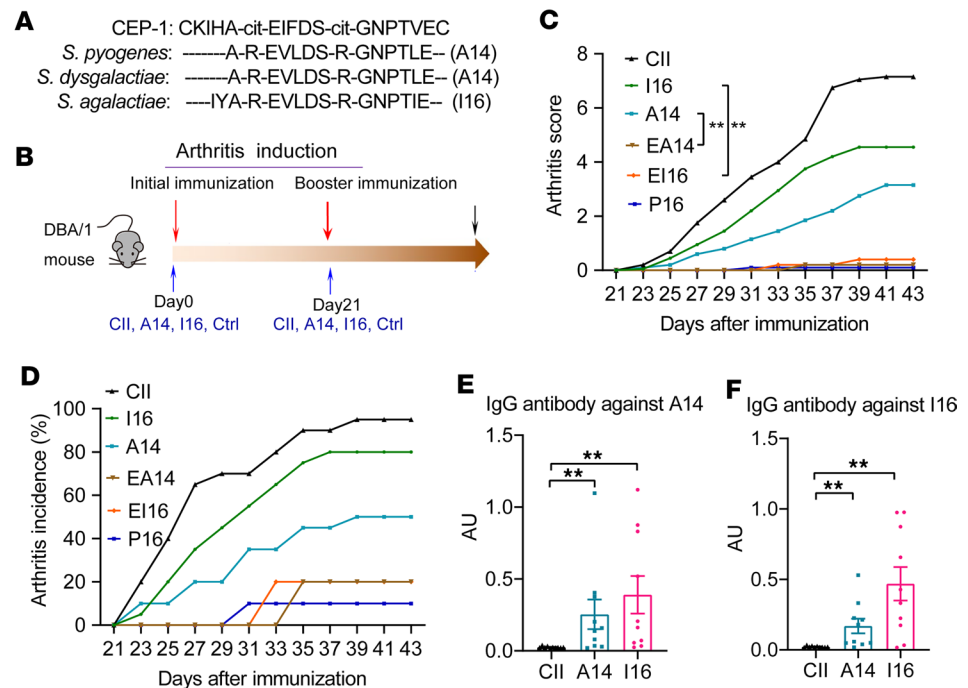 A
CEP-1: CKIHA-cit-EIFDS-cit-GNPTVEC
S. pyogenes: -------A-R-EVLDS-R-GNPTLE-- (A14)
S. dysgalactiae: -------A-R-EVLDS-R-GNPTLE-- (A14)
S. agalactiae: ----IYA-R-EVLDS-R-GNPTIE-- (I16)
B
Arthritis induction
Initial immunization Booster immunization
DBA/1
mouse
Day0 Day21
CII, A14, I16, Ctrl CII, A14, I16, Ctrl
C
Arthritis score
8
6
4
2
0
CII
I16
A14
EA14
EI16
P16
** **
21 23 25 27 29 31 33 35 37 39 41 43
Days after immunization
D
Arthritis incidence (%)
100
80
60
40
20
0
CII
I16
A14
EA14
EI16
P16
21 23 25 27 29 31 33 35 37 39 41 43
Days after immunization
E
IgG antibody against A14
AU
1.5
1.0
0.5
0.0
**
**
CII A14 I16
F
IgG antibody against I16
AU
1.5
1.0
0.5
0.0
**
**
CII A14 I16